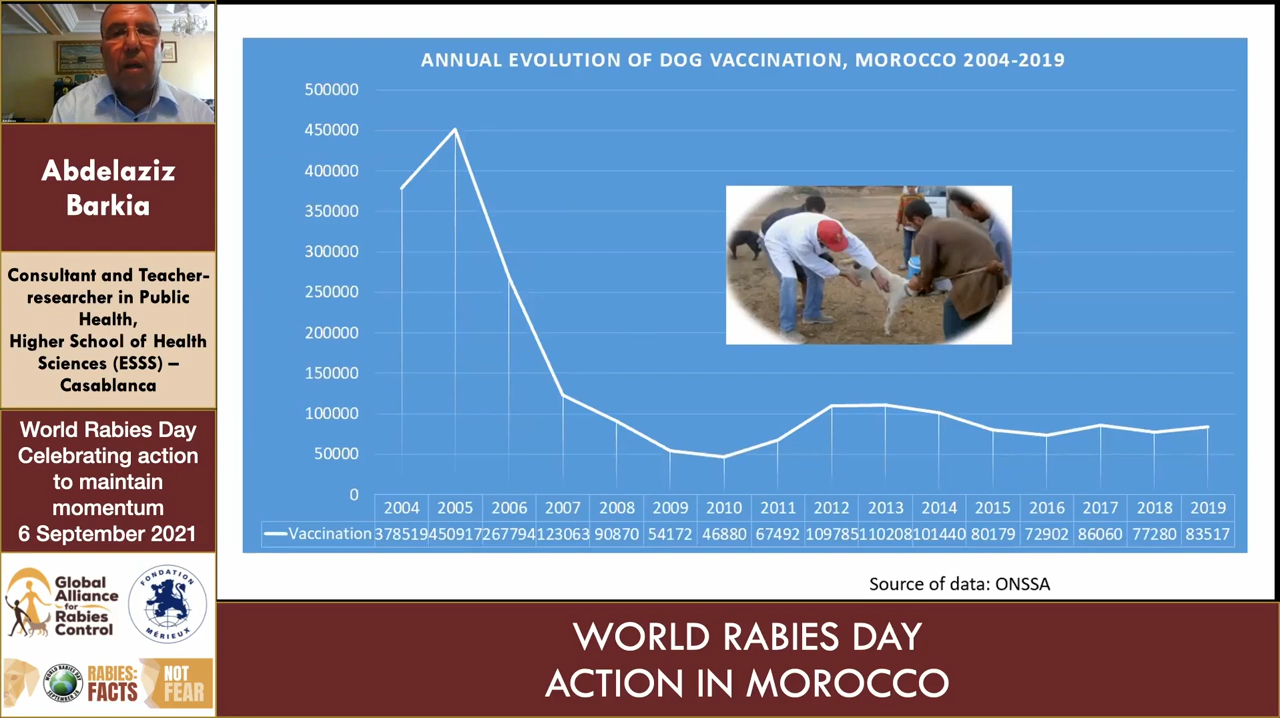 Abdelaziz
Barkia
Consultant and Teacher-
researcher in Public
Health,
Higher School of Health
Sciences (ESSS) –
Casablanca
World Rabies Day
Celebrating action
to maintain
momentum
6 September 2021
Global
Alliance
for
Rabies
Control
FONDATION
MÉRIEUX
WORLD RABIES DAY
SEPTEMBER 28
RABIES:
FACTS
NOT
FEAR
ANNUAL EVOLUTION OF DOG VACCINATION, MOROCCO 2004-2019
500000
450000
400000
350000
300000
250000
200000
150000
100000
50000
0
2004 2005 2006 2007 2008 2009 2010 2011 2012 2013 2014 2015 2016 2017 2018 2019
Vaccination 378519 450917 267794 123063 90870 54172 46880 67492 109785 110208 101440 80179 72902 86060 77280 83517
Source of data: ONSSA
WORLD RABIES DAY
ACTION IN MOROCCO